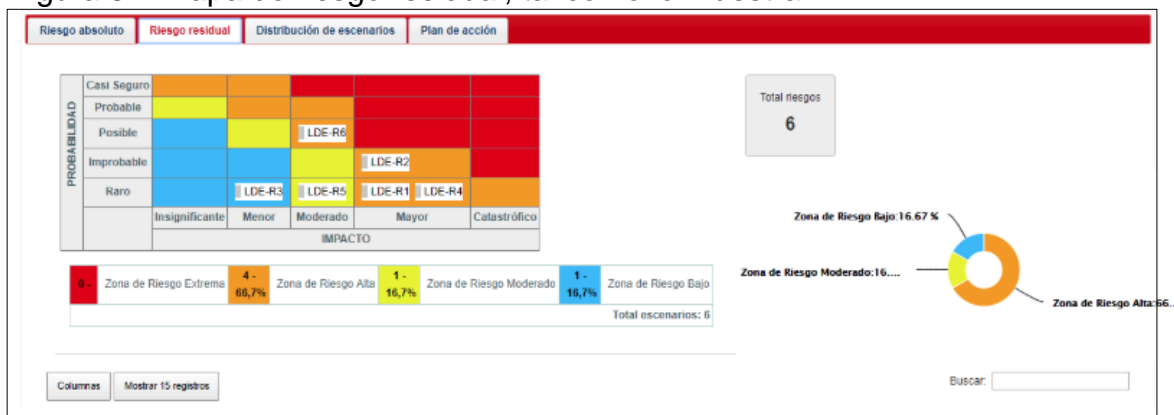 Riesgo absoluto Riesgo residual Distribución de escenarios Plan de acción
PROBABILIDAD
Casi Seguro
Probable
Posible LDE-R6
Improbable LDE-R2
Raro LDE-R3 LDE-R5 LDE-R1 LDE-R4
Insignificante Menor Moderado Mayor Catastrófico
IMPACTO
0 - Zona de Riesgo Extrema 4 - 66,7% Zona de Riesgo Alta 1 - 16,7% Zona de Riesgo Moderado 1 - 16,7% Zona de Riesgo Bajo
Total escenarios: 6
Total riesgos
6
Zona de Riesgo Bajo:16.67 %
Zona de Riesgo Moderado:16....
Zona de Riesgo Alta:66...
Columnas Mostrar 15 registros
Buscar: